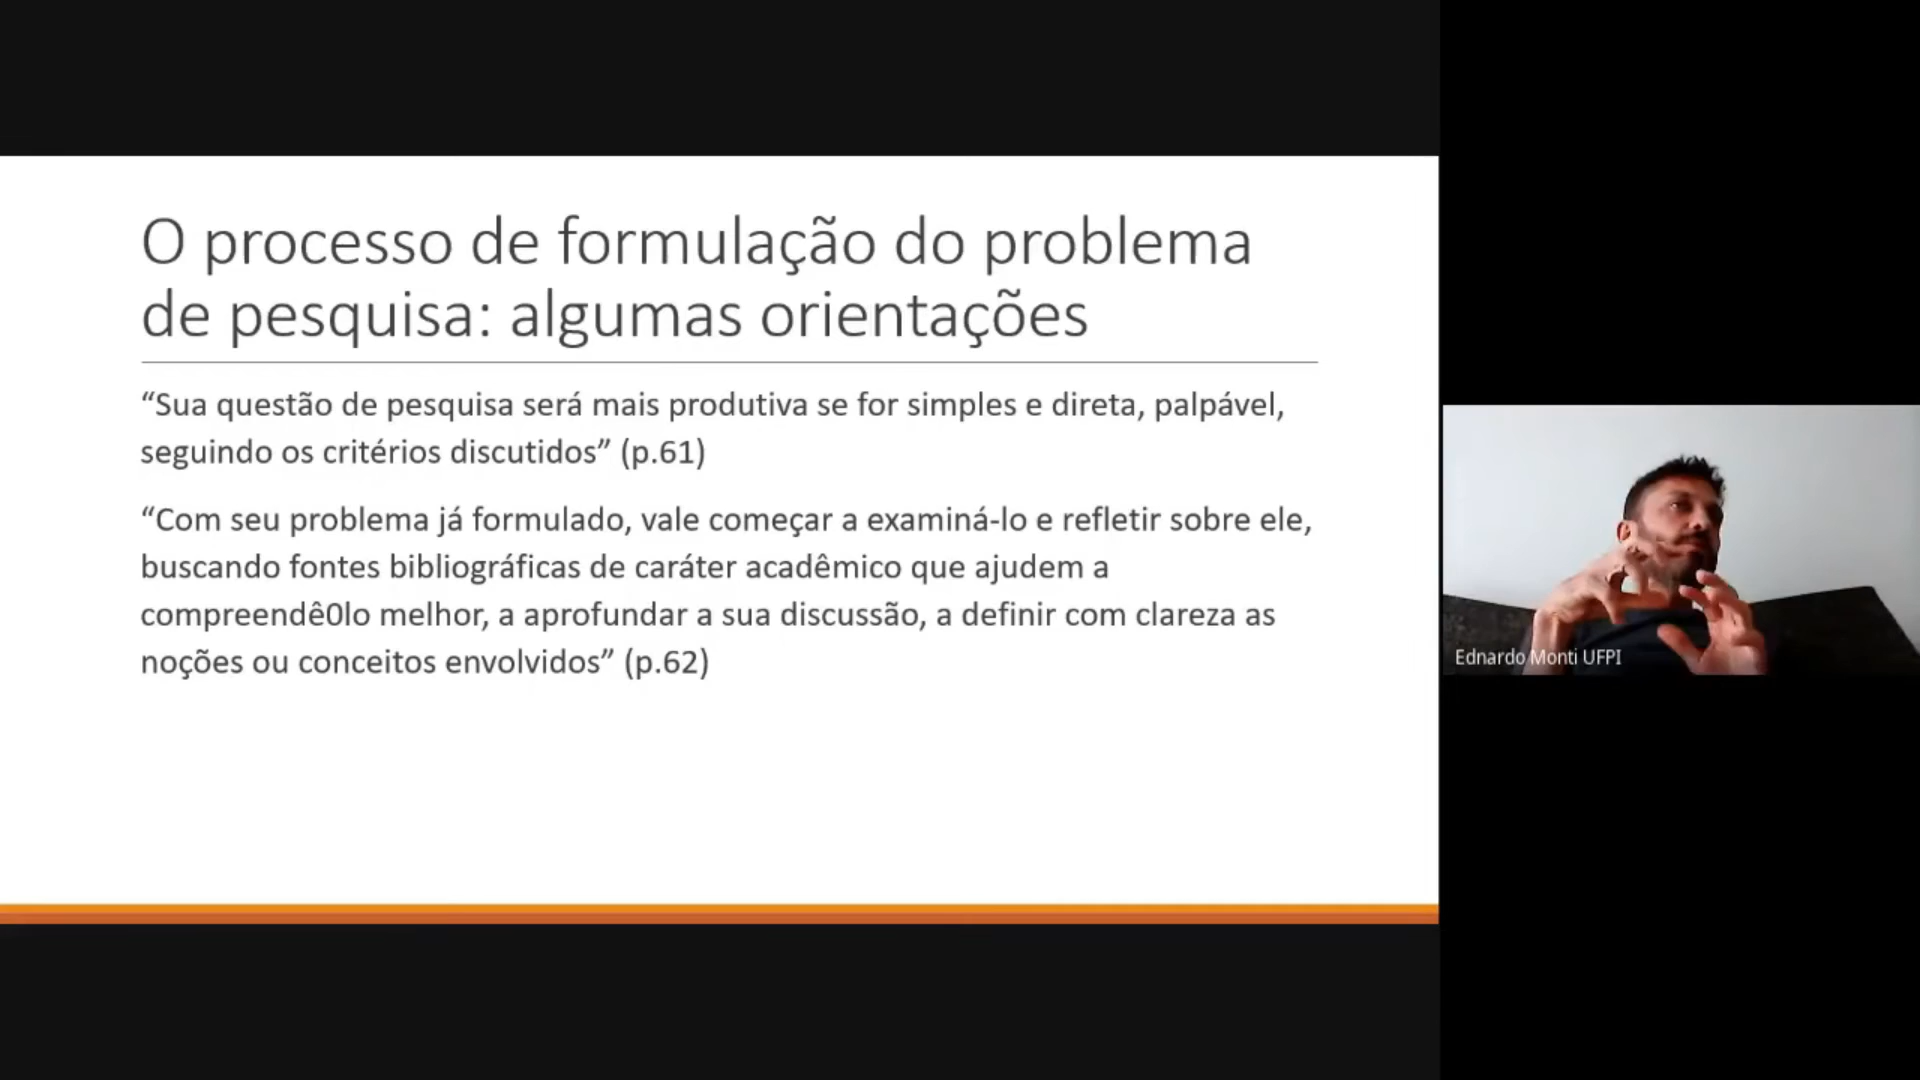 O processo de formulação do problema
de pesquisa: algumas orientações
“Sua questão de pesquisa será mais produtiva se for simples e direta, palpável,
seguindo os critérios discutidos” (p.61)
“Com seu problema já formulado, vale começar a examiná-lo e refletir sobre ele,
buscando fontes bibliográficas de caráter acadêmico que ajudem a
compreendê0lo melhor, a aprofundar a sua discussão, a definir com clareza as
noções ou conceitos envolvidos” (p.62)
Ednardo Monti UFPI